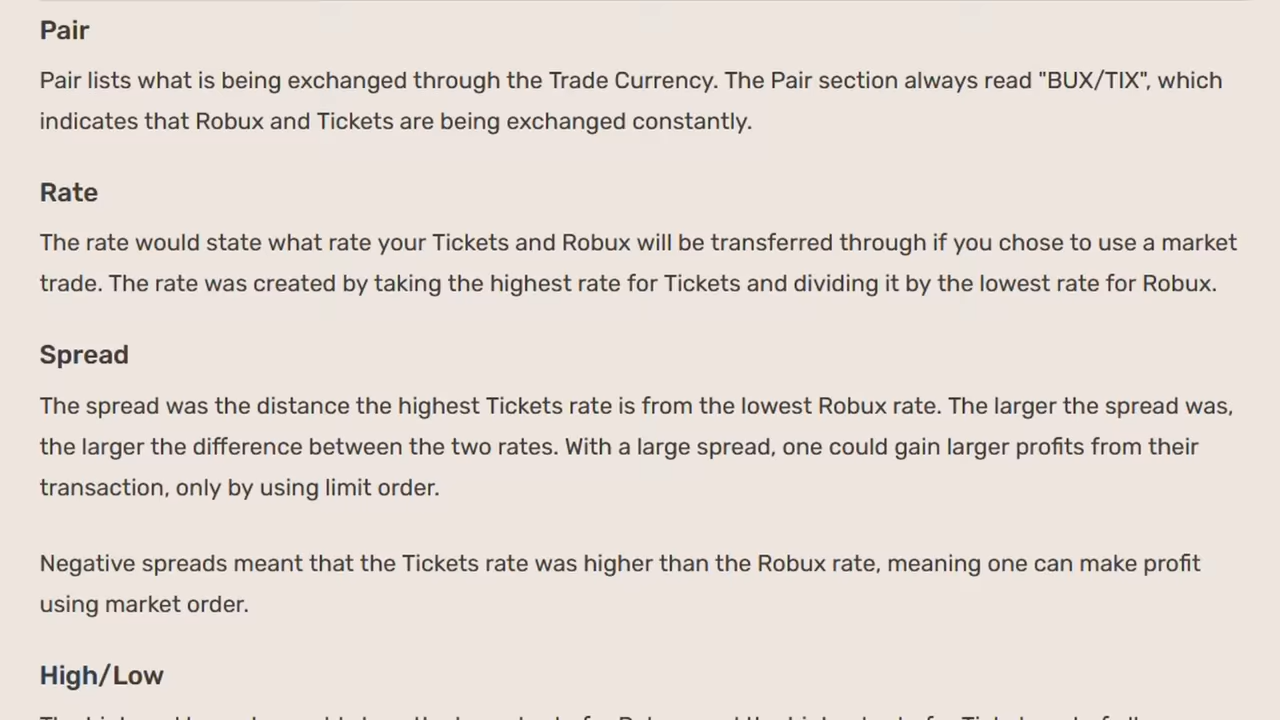 Pair
Pair lists what is being exchanged through the Trade Currency. The Pair section always read "BUX/TIX", which
indicates that Robux and Tickets are being exchanged constantly.
Rate
The rate would state what rate your Tickets and Robux will be transferred through if you chose to use a market
trade. The rate was created by taking the highest rate for Tickets and dividing it by the lowest rate for Robux.
Spread
The spread was the distance the highest Tickets rate is from the lowest Robux rate. The larger the spread was,
the larger the difference between the two rates. With a large spread, one could gain larger profits from their
transaction, only by using limit order.
Negative spreads meant that the Tickets rate was higher than the Robux rate, meaning one can make profit
using market order.
High/Low